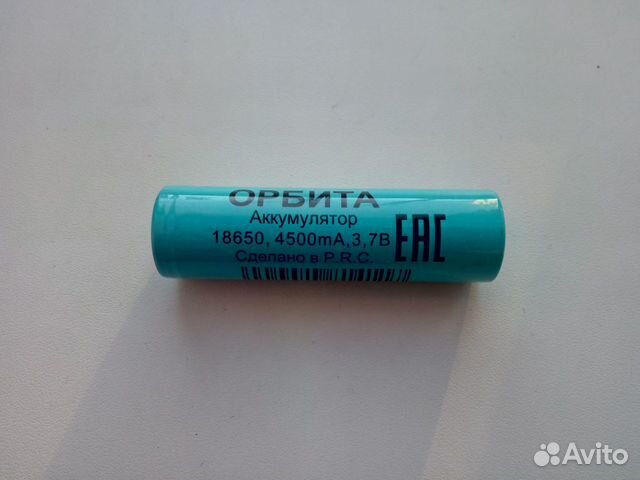 ОРБИТА
Аккумулятор
18650, 4500mA,3,7В
Сделано в P.R.C.
EAC
Avito